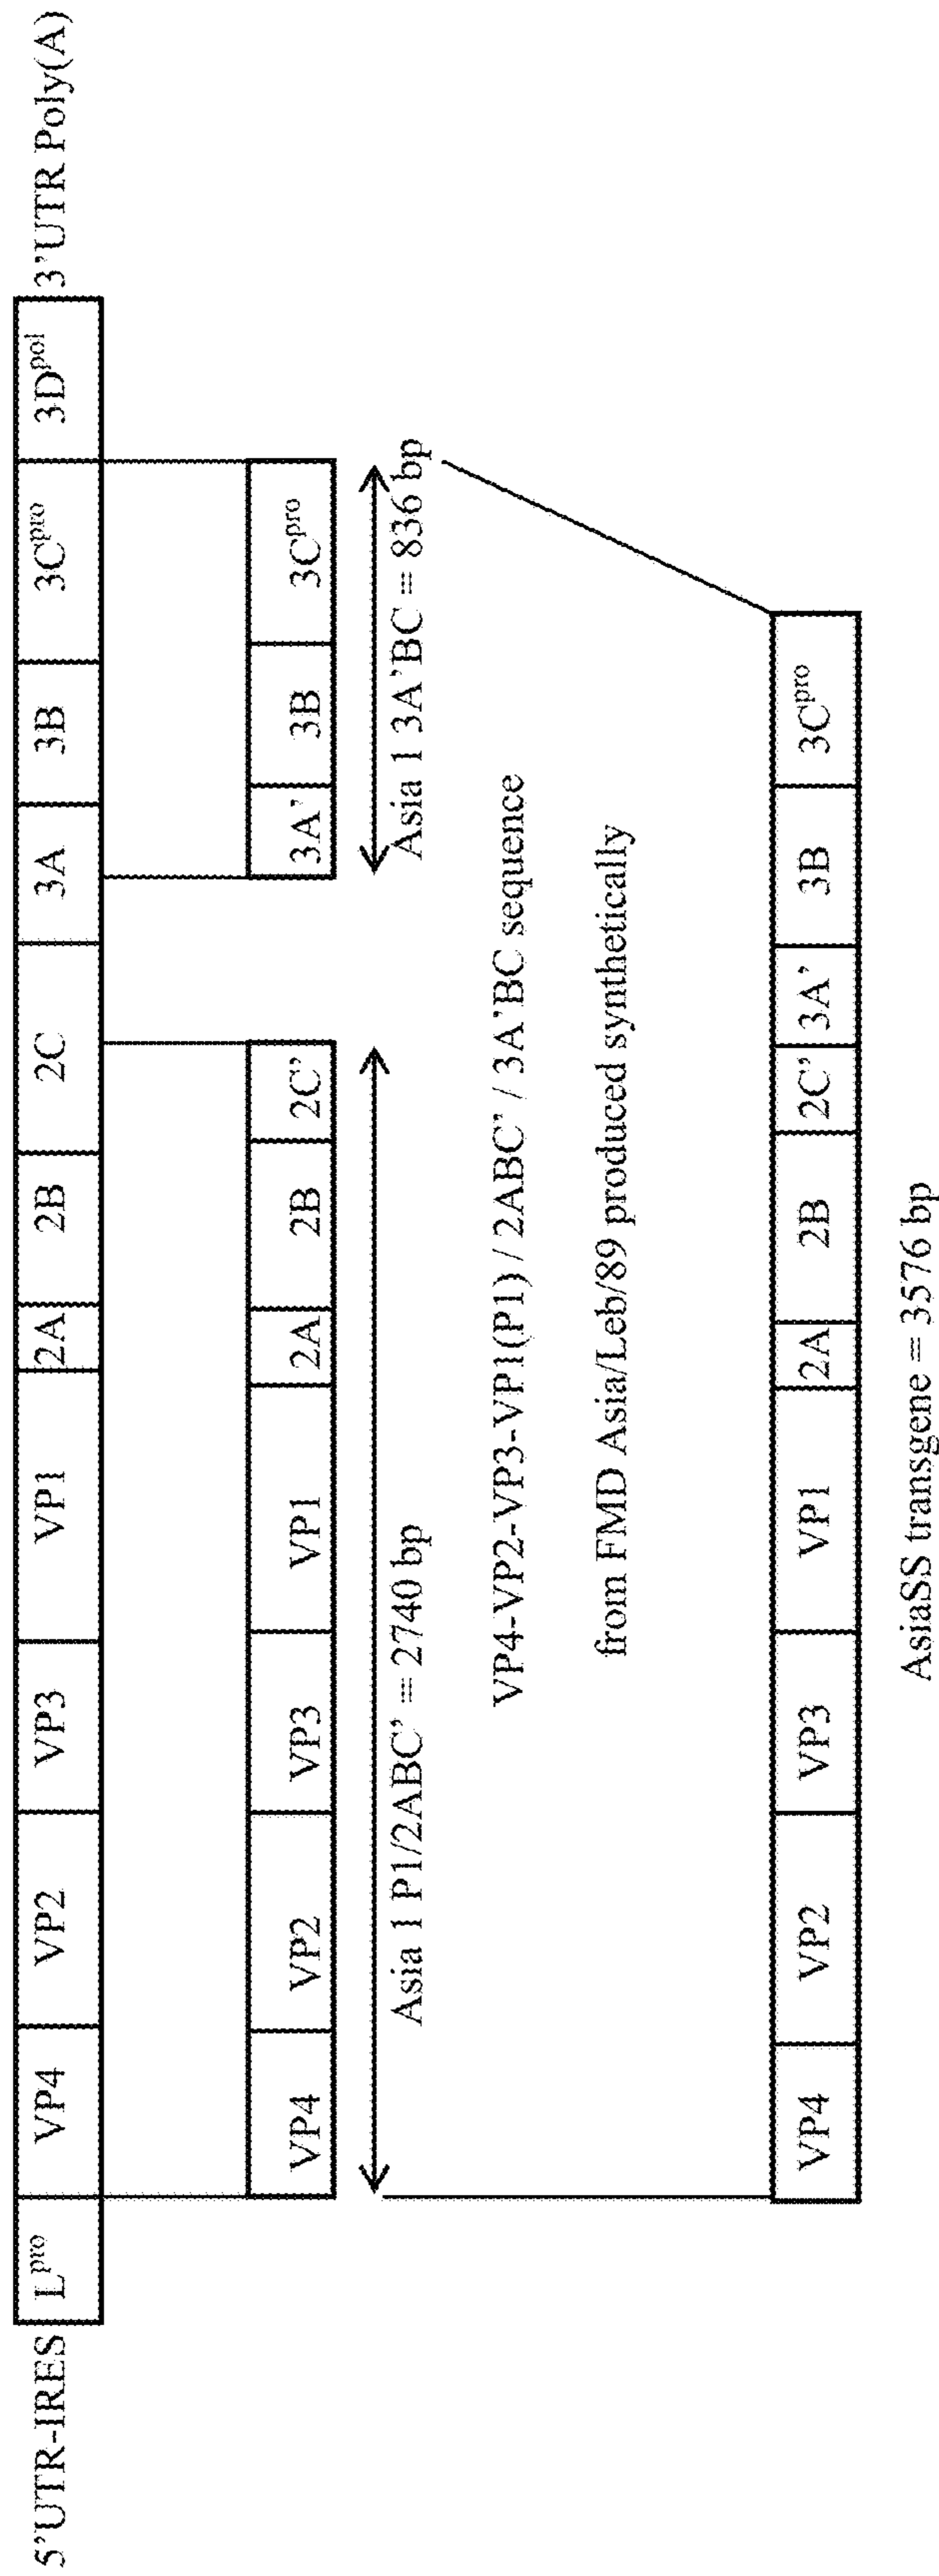 5'UTR-IRES L^pro VP4 VP2 VP3 VP1 2A 2B 2C 3A 3B 3C^pro 3D^pol 3'UTR Poly(A)
VP4 VP2 VP3 VP1 2A 2B 2C' 3A' 3B 3C^pro
Asia 1 P1/2ABC' = 2740 bp Asia 1 3A'BC = 836 bp
VP4-VP2-VP3-VP1(P1) / 2ABC' / 3A'BC sequence
from FMD Asia/Leb/89 produced synthetically
VP4 VP2 VP3 VP1 2A 2B 2C' 3A' 3B 3C^pro
AsiaSS transgene = 3576 bp